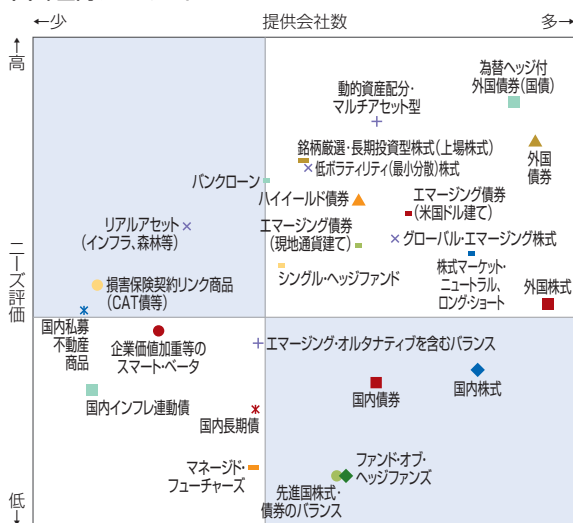 ←少
提供会社数
多→
↑
高
ニーズ評価
低
↓
為替ヘッジ付
外国債券(国債)
動的資産配分・
マルチアセット型
銘柄厳選・長期投資型株式(上場株式)
低ボラティリティ(最小分散)株式
外国
債券
バンクローン
ハイイールド債券
エマージング債券
(米国ドル建て)
リアルアセット
(インフラ、森林等)
エマージング債券
(現地通貨建て)
グローバル・エマージング株式
シングル・ヘッジファンド
株式マーケット・
ニュートラル、
ロング・ショート
外国株式
損害保険契約リンク商品
(CAT債等)
国内私募
不動産
商品
企業価値加重等の
スマート・ベータ
エマージング・オルタナティブを含むバランス
国内インフレ連動債
国内長期債
国内債券
国内株式
マネージド・
フューチャーズ
ファンド・オブ・
ヘッジファンズ
先進国株式・
債券のバランス